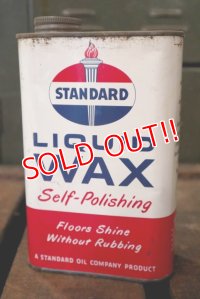 STANDARD
LIQUID
WAX
SOLD OUT!!
Self-Polishing
Floors Shine
Without Rubbing
A STANDARD OIL COMPANY PRODUCT